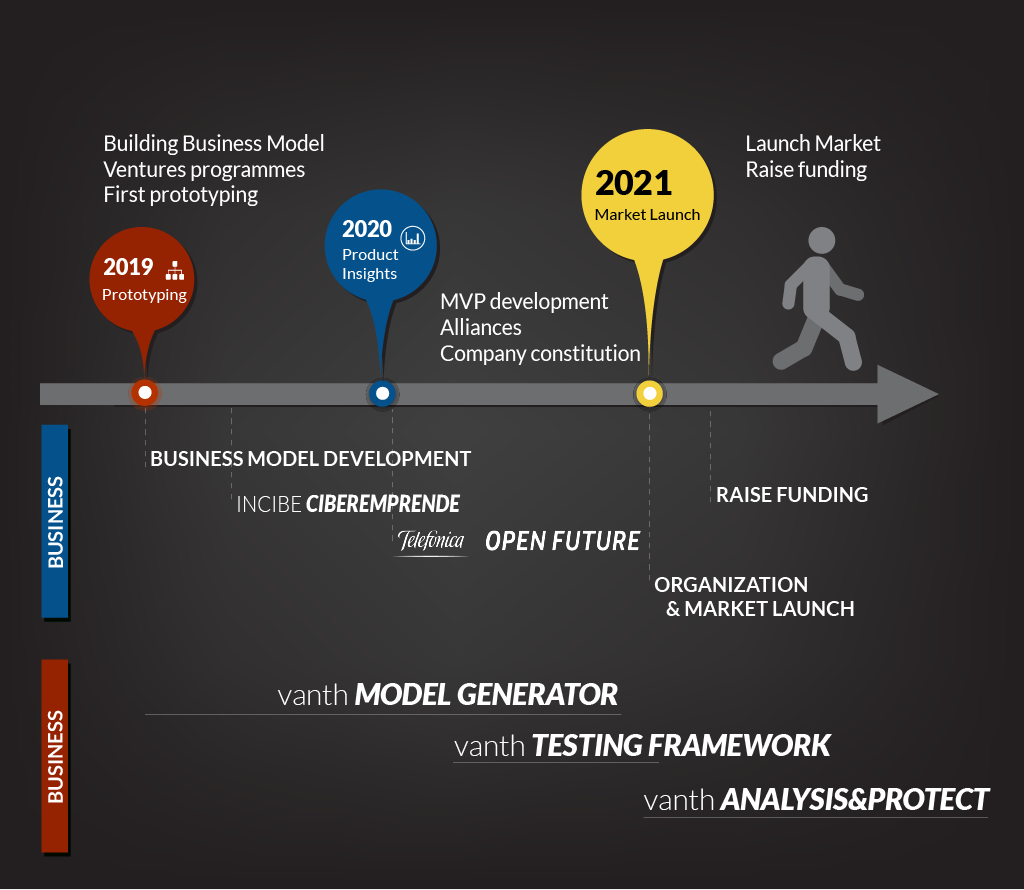 Building Business Model
Ventures programmes
First prototyping
2019
Prototyping
2020
Product
Insights
MVP development
Alliances
Company constitution
2021
Market Launch
Launch Market
Raise funding
BUSINESS
BUSINESS MODEL DEVELOPMENT
INCIBE CIBEREMPRENDE
Telefónica OPEN FUTURE
RAISE FUNDING
ORGANIZATION
& MARKET LAUNCH
BUSINESS
vanth MODEL GENERATOR
vanth TESTING FRAMEWORK
vanth ANALYSIS&PROTECT